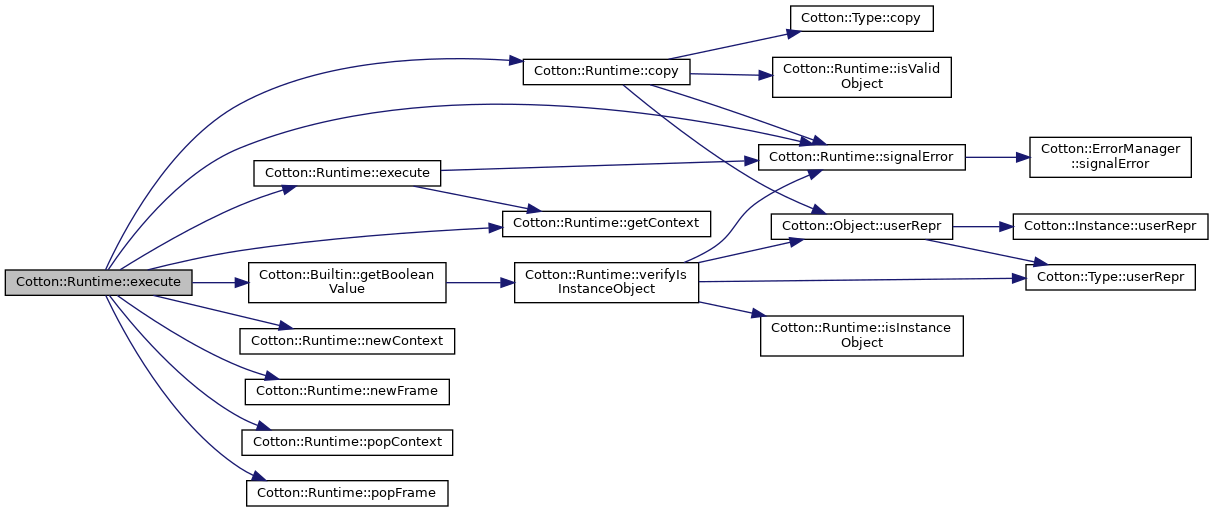 Cotton::Type::copy
Cotton::Runtime::copy
Cotton::Runtime::isValid
Object
Cotton::Runtime::signalError
Cotton::ErrorManager
::signalError
Cotton::Runtime::execute
Cotton::Runtime::getContext
Cotton::Object::userRepr
Cotton::Instance::userRepr
Cotton::Runtime::execute
Cotton::Builtin::getBoolean
Value
Cotton::Runtime::verifyIs
InstanceObject
Cotton::Type::userRepr
Cotton::Runtime::newContext
Cotton::Runtime::isInstance
Object
Cotton::Runtime::newFrame
Cotton::Runtime::popContext
Cotton::Runtime::popFrame